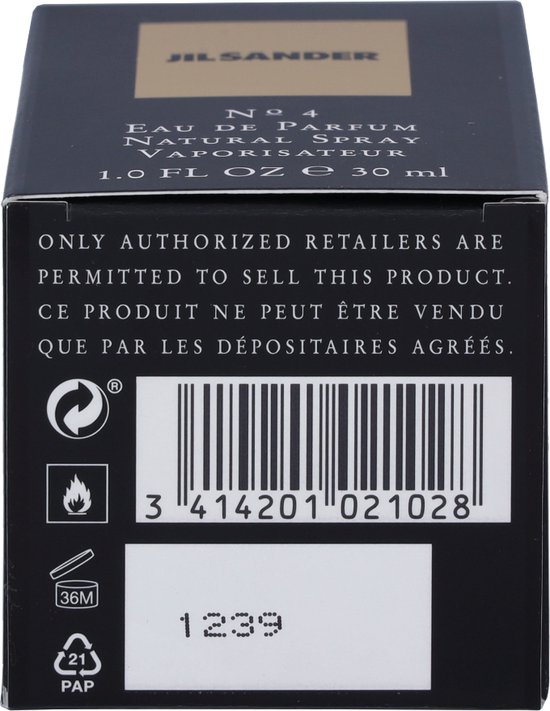 JIL SANDER
Nº 4
EAU DE PARFUM
NATURAL SPRAY
VAPORISATEUR
1.0 FL OZ ℮ 30 ml
ONLY AUTHORIZED RETAILERS ARE
PERMITTED TO SELL THIS PRODUCT.
CE PRODUIT NE PEUT ÊTRE VENDU
QUE PAR LES DÉPOSITAIRES AGRÉÉS.
®
3 414201 021028
36M
1239
21
PAP